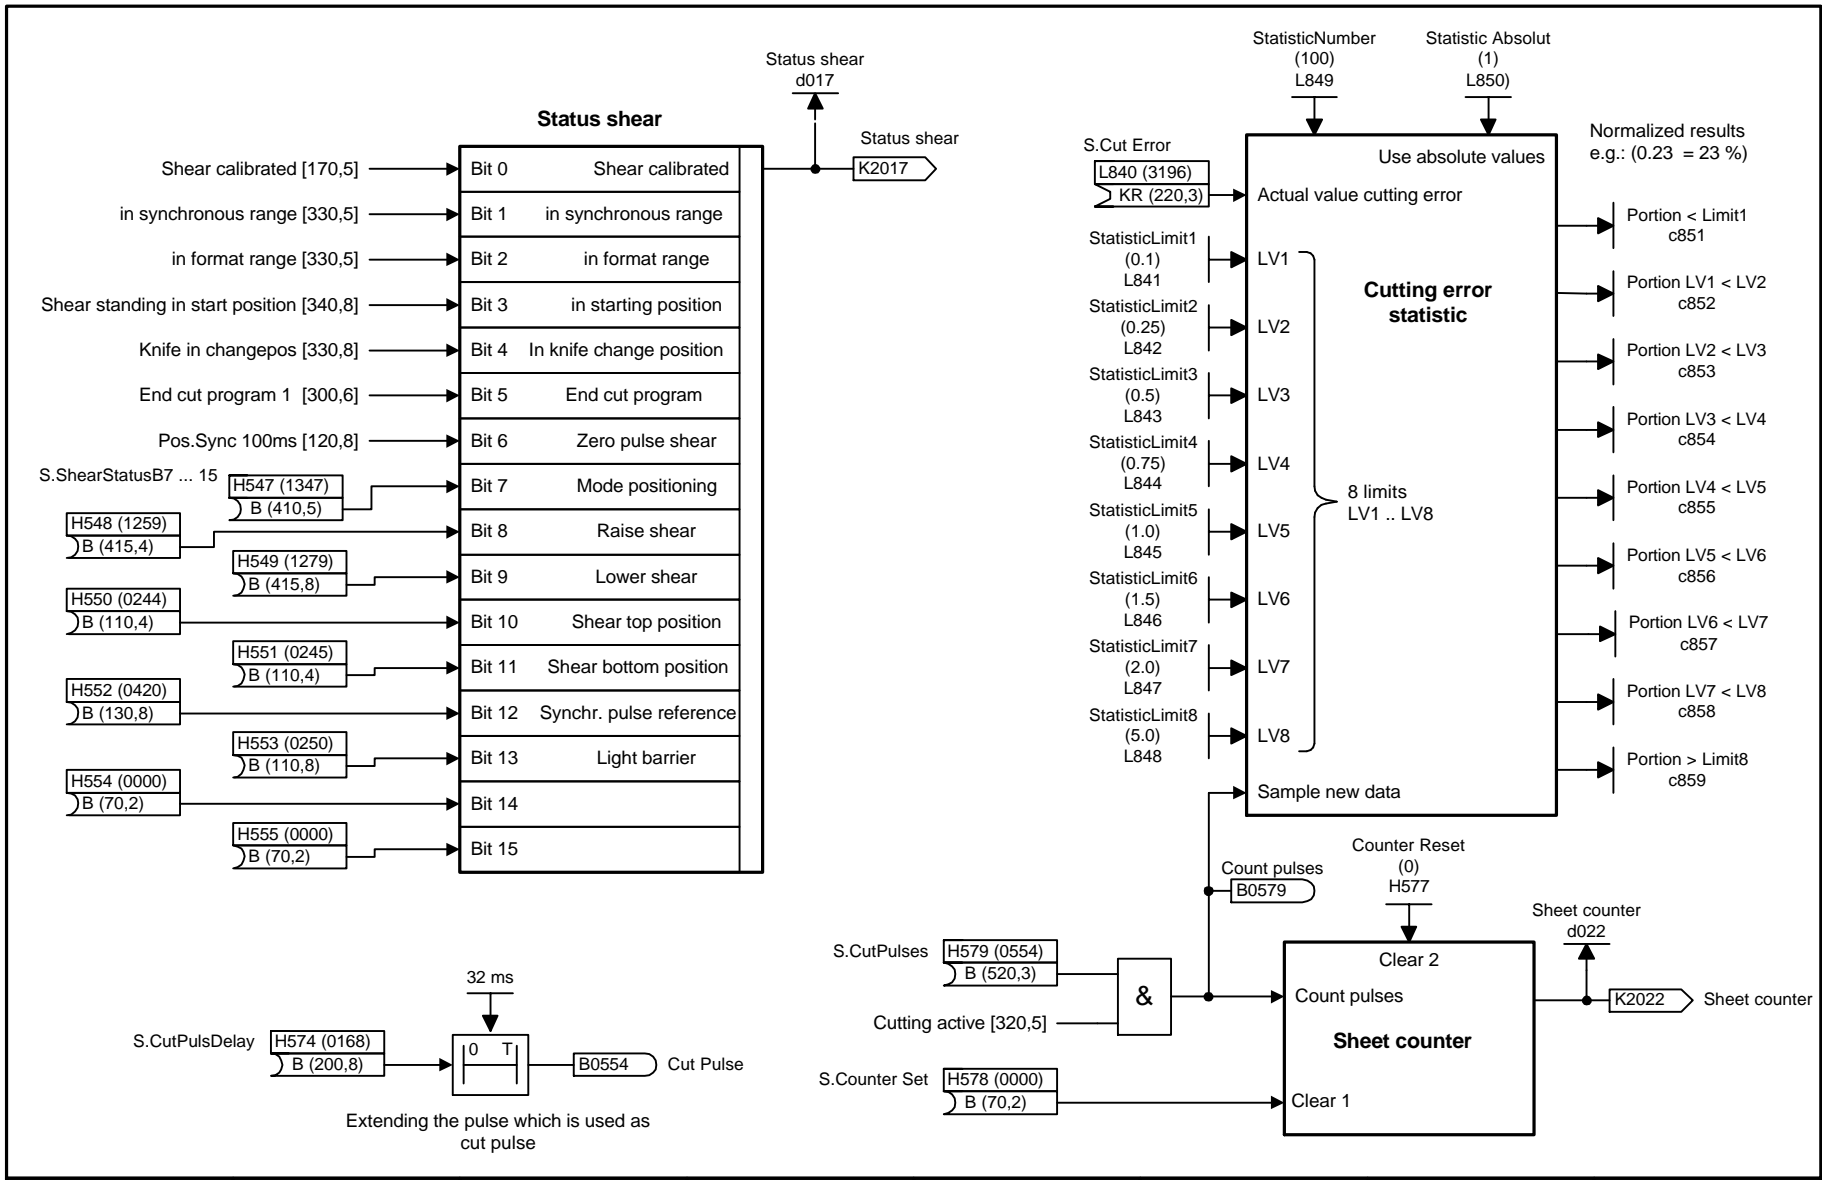 Status shear
d017
Status shear
Status shear
K2017
Shear calibrated [170,5]
Bit 0 Shear calibrated
in synchronous range [330,5]
Bit 1 in synchronous range
in format range [330,5]
Bit 2 in format range
Shear standing in start position [340,8]
Bit 3 in starting position
Knife in changepos [330,8]
Bit 4 In knife change position
End cut program 1 [300,6]
Bit 5 End cut program
Pos.Sync 100ms [120,8]
Bit 6 Zero pulse shear
S.ShearStatusB7 ... 15
H547 (1347)
B (410,5)
Bit 7 Mode positioning
H548 (1259)
B (415,4)
Bit 8 Raise shear
H549 (1279)
B (415,8)
Bit 9 Lower shear
H550 (0244)
B (110,4)
Bit 10 Shear top position
H551 (0245)
B (110,4)
Bit 11 Shear bottom position
H552 (0420)
B (130,8)
Bit 12 Synchr. pulse reference
H553 (0250)
B (110,8)
Bit 13 Light barrier
H554 (0000)
B (70,2)
Bit 14
H555 (0000)
B (70,2)
Bit 15
32 ms
S.CutPulsDelay
H574 (0168)
B (200,8)
0 T
B0554
Cut Pulse
Extending the pulse which is used as
cut pulse
StatisticNumber
(100)
L849
Statistic Absolut
(1)
L850)
Normalized results
e.g.: (0.23 = 23 %)
Use absolute values
S.Cut Error
L840 (3196)
KR (220,3)
Actual value cutting error
Cutting error
statistic
StatisticLimit1
(0.1)
L841
LV1
StatisticLimit2
(0.25)
L842
LV2
StatisticLimit3
(0.5)
L843
LV3
StatisticLimit4
(0.75)
L844
LV4
StatisticLimit5
(1.0)
L845
LV5
StatisticLimit6
(1.5)
L846
LV6
StatisticLimit7
(2.0)
L847
LV7
StatisticLimit8
(5.0)
L848
LV8
8 limits
LV1 .. LV8
Sample new data
Portion < Limit1
c851
Portion LV1 < LV2
c852
Portion LV2 < LV3
c853
Portion LV3 < LV4
c854
Portion LV4 < LV5
c855
Portion LV5 < LV6
c856
Portion LV6 < LV7
c857
Portion LV7 < LV8
c858
Portion > Limit8
c859
Count pulses
B0579
Counter Reset
(0)
H577
Sheet counter
d022
S.CutPulses
H579 (0554)
B (520,3)
&
Cutting active [320,5]
Clear 2
Count pulses
Sheet counter
K2022
Sheet counter
S.Counter Set
H578 (0000)
B (70,2)
Clear 1